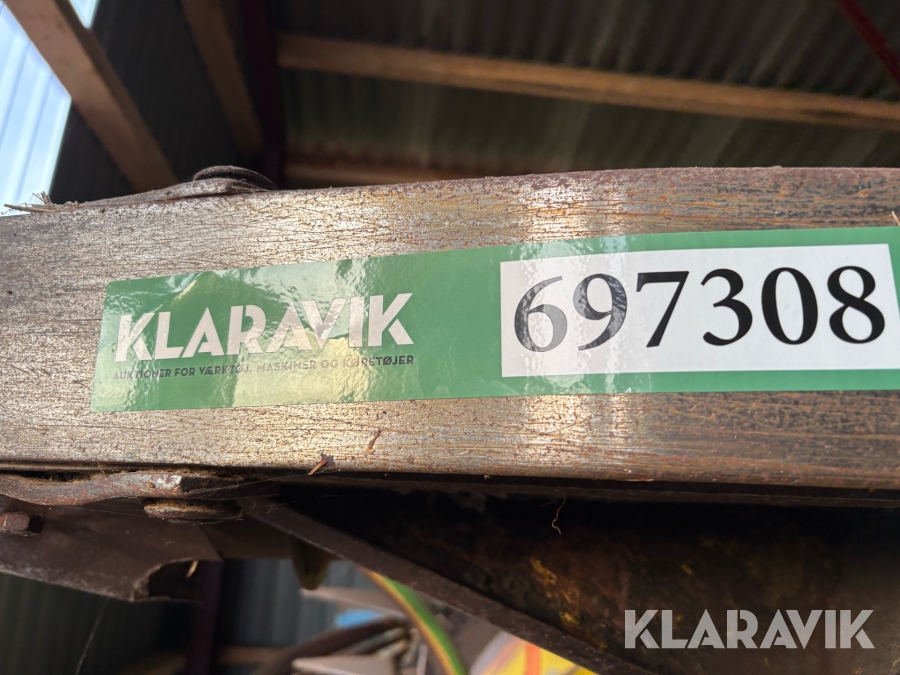 KLARAVIK
AUKTIONER FOR VÆRKTØJ, MASKINER OG KØRETØJER
697308
KLARAVIK